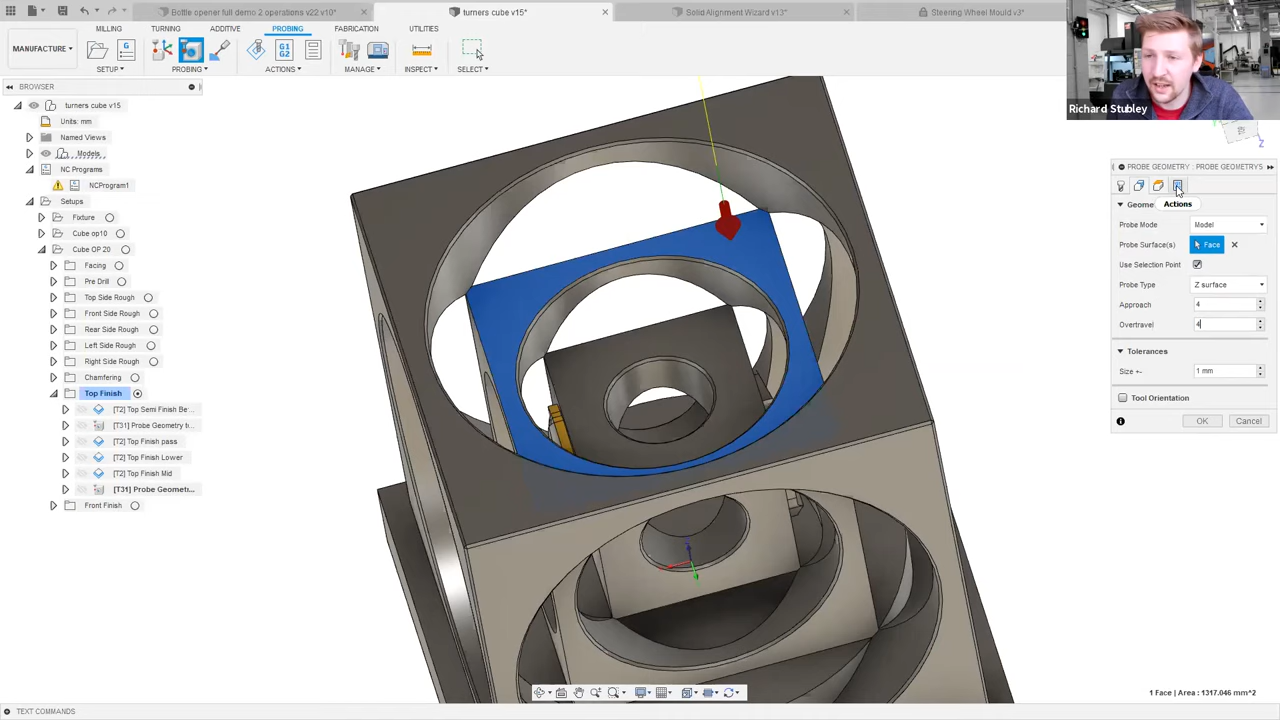 Bottle opener full demo 2 operations v22 v10*
turners cube v15*
Solid Alignment Wizard v13*
Steering Wheel Mould v3*
MILLING
TURNING
ADDITIVE
PROBING
FABRICATION
UTILITIES
MANUFACTURE
G1
G2
SETUP
PROBING
ACTIONS
MANAGE
INSPECT
SELECT
Richard Stubley
BROWSER
turners cube v15
Units: mm
Named Views
Models
NC Programs
NCProgram1
Setups
Fixture
Cube op10
Cube OP 20
Facing
Pre Drill
Top Side Rough
Front Side Rough
Rear Side Rough
Left Side Rough
Right Side Rough
Chamfering
Top Finish
[T2] Top Semi Finish Be...
[T31] Probe Geometry t...
[T2] Top Finish pass
[T2] Top Finish Lower
[T2] Top Finish Mid
[T31] Probe Geometr...
Front Finish
Z
PROBE GEOMETRY : PROBE GEOMETRY5
Geome
Actions
Probe Mode Model
Probe Surface(s) Face
Use Selection Point
Probe Type Z surface
Approach 4
Overtravel 4
Tolerances
Size +- 1 mm
Tool Orientation
OK Cancel
1 Face | Area : 1317.046 mm^2
TEXT COMMANDS